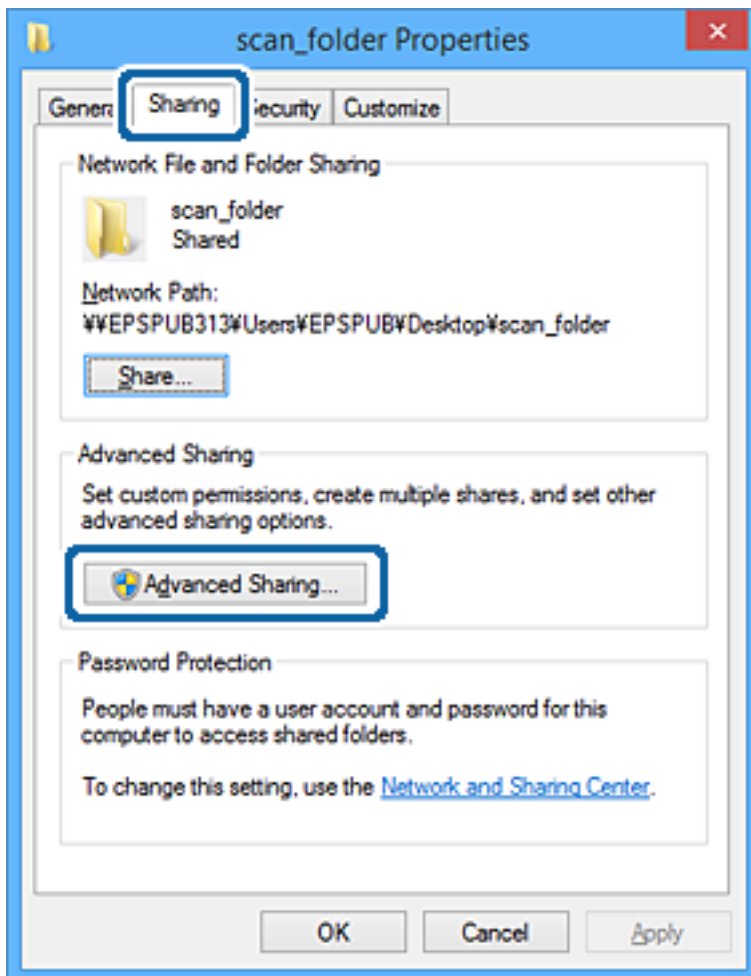 scan_folder Properties
General Sharing Security Customize
Network File and Folder Sharing
scan_folder
Shared
Network Path:
¥¥EPSPUB313¥Users¥EPSPUB¥Desktop¥scan_folder
Share...
Advanced Sharing
Set custom permissions, create multiple shares, and set other
advanced sharing options.
Advanced Sharing...
Password Protection
People must have a user account and password for this
computer to access shared folders.
To change this setting, use the Network and Sharing Center.
OK Cancel Apply